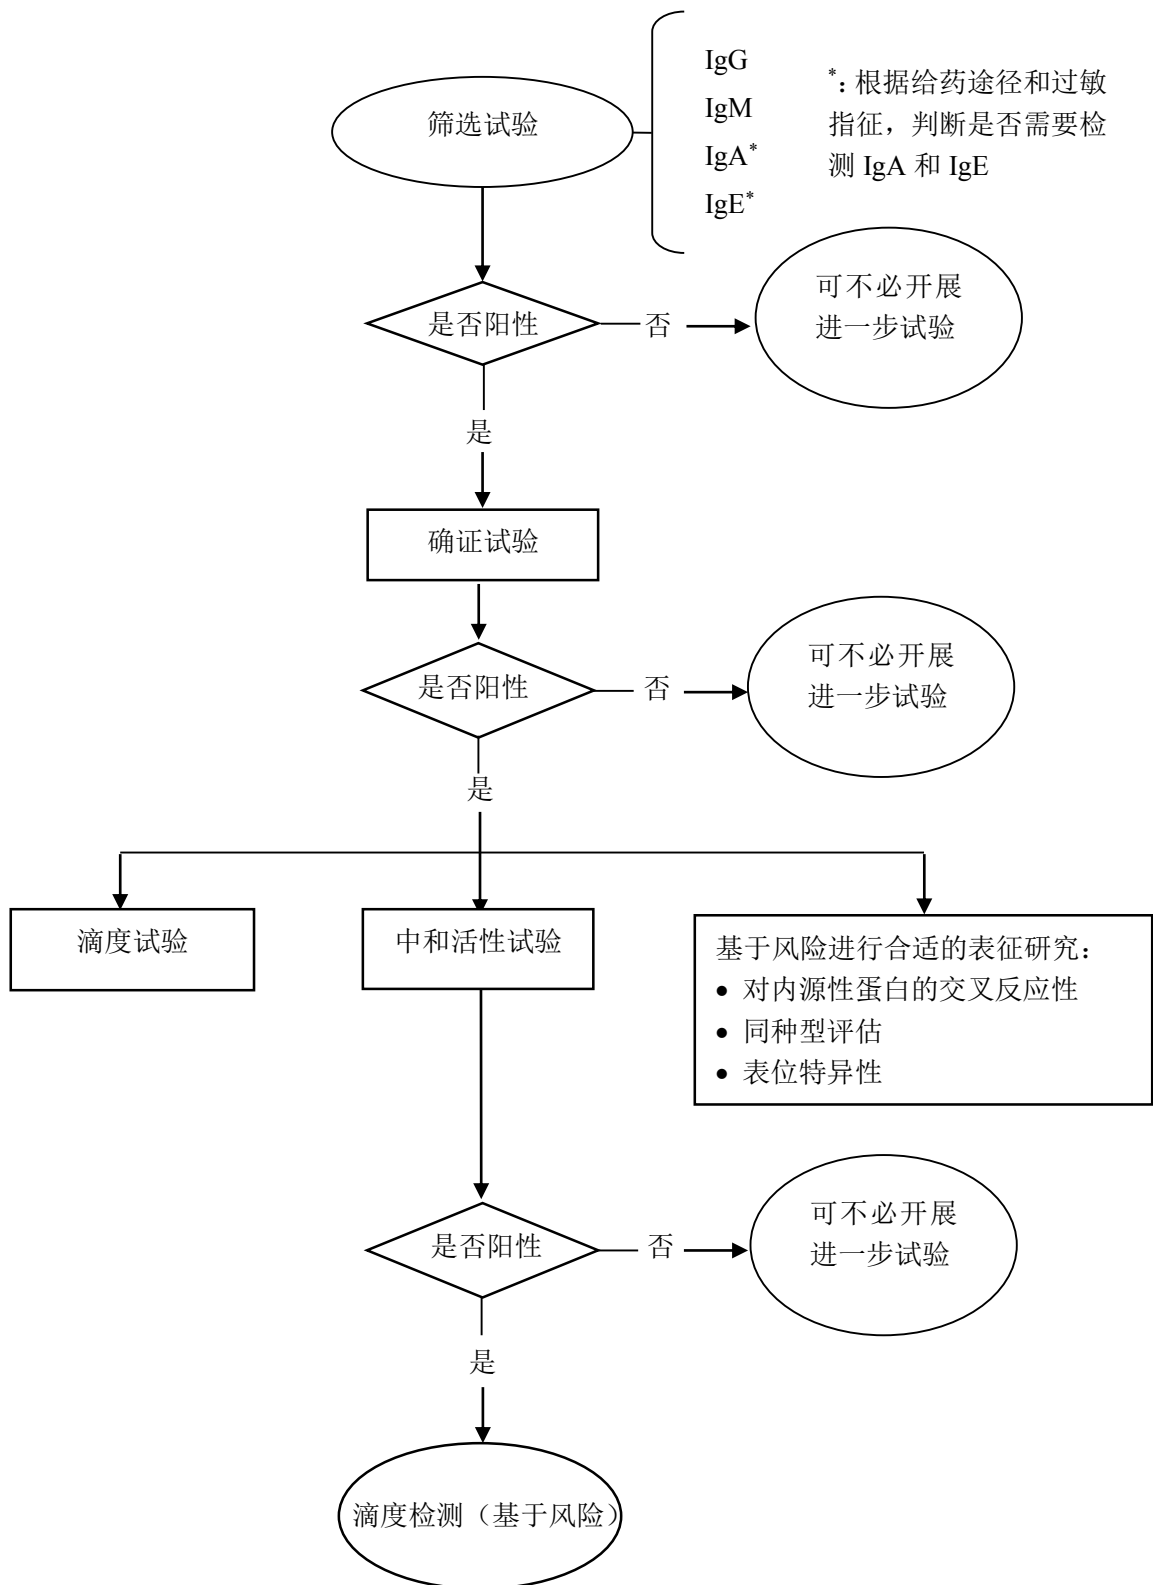 筛选试验
IgG
IgM
IgA*
IgE*
*：根据给药途径和过敏
指征，判断是否需要检
测 IgA 和 IgE
是否阳性
否
可不必开展
进一步试验
是
确证试验
是否阳性
否
可不必开展
进一步试验
是
滴度试验
中和活性试验
基于风险进行合适的表征研究：
• 对内源性蛋白的交叉反应性
• 同种型评估
• 表位特异性
是否阳性
否
可不必开展
进一步试验
是
滴度检测（基于风险）